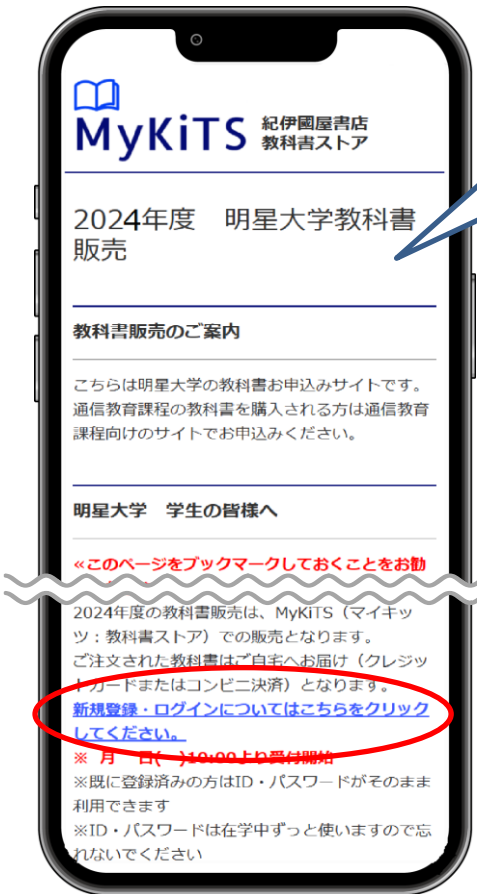 MyKiTS 紀伊國屋書店
教科書ストア
2024年度　明星大学教科書
販売
教科書販売のご案内
こちらは明星大学の教科書お申込みサイトです。
通信教育課程の教科書を購入される方は通信教育
課程向けのサイトでお申込みください。
明星大学　学生の皆様へ
«このページをブックマークしておくことをお勧
2024年度の教科書販売は、MyKiTS（マイキッ
ツ：教科書ストア）での販売となります。
ご注文された教科書はご自宅へお届け（クレジッ
トカードまたはコンビニ決済）となります。
新規登録・ログインについてはこちらをクリック
してください。
※ 月　日( )10:00より受付開始
※既に登録済みの方はID・パスワードがそのまま
利用できます
※ID・パスワードは在学中ずっと使いますので忘
れないでください